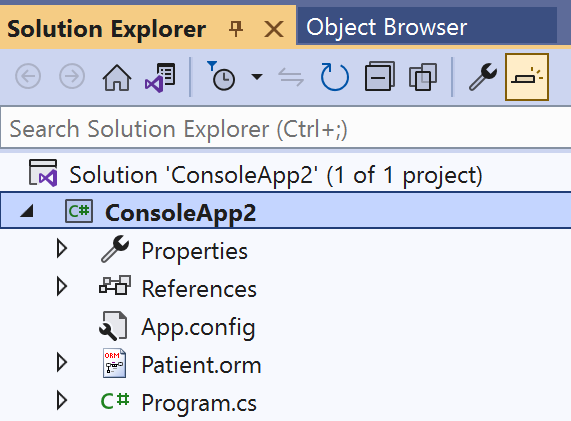 Solution Explorer Object Browser
Search Solution Explorer (Ctrl+;)
Solution 'ConsoleApp2' (1 of 1 project)
C# ConsoleApp2
Properties
References
App.config
ORM Patient.orm
C# Program.cs